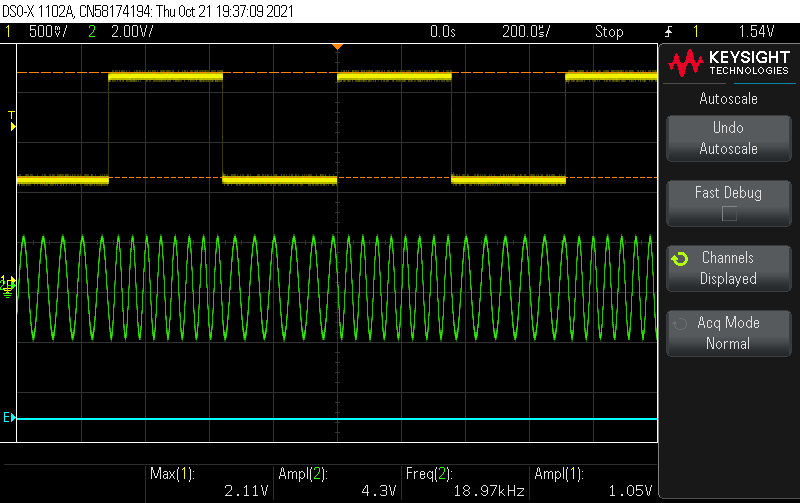 DSO-X 1102A, CN58174194: Thu Oct 21 19:37:09 2021
1 500mV/ 2 2.00V/ 0.0s 200.0us/ Stop 1 1.54V
KEYSIGHT
TECHNOLOGIES
Autoscale
Undo
Autoscale
Fast Debug
Channels
Displayed
Acq Mode
Normal
T
E
Max(1):
2.11V
Ampl(2):
4.3V
Freq(2):
18.97kHz
Ampl(1):
1.05V